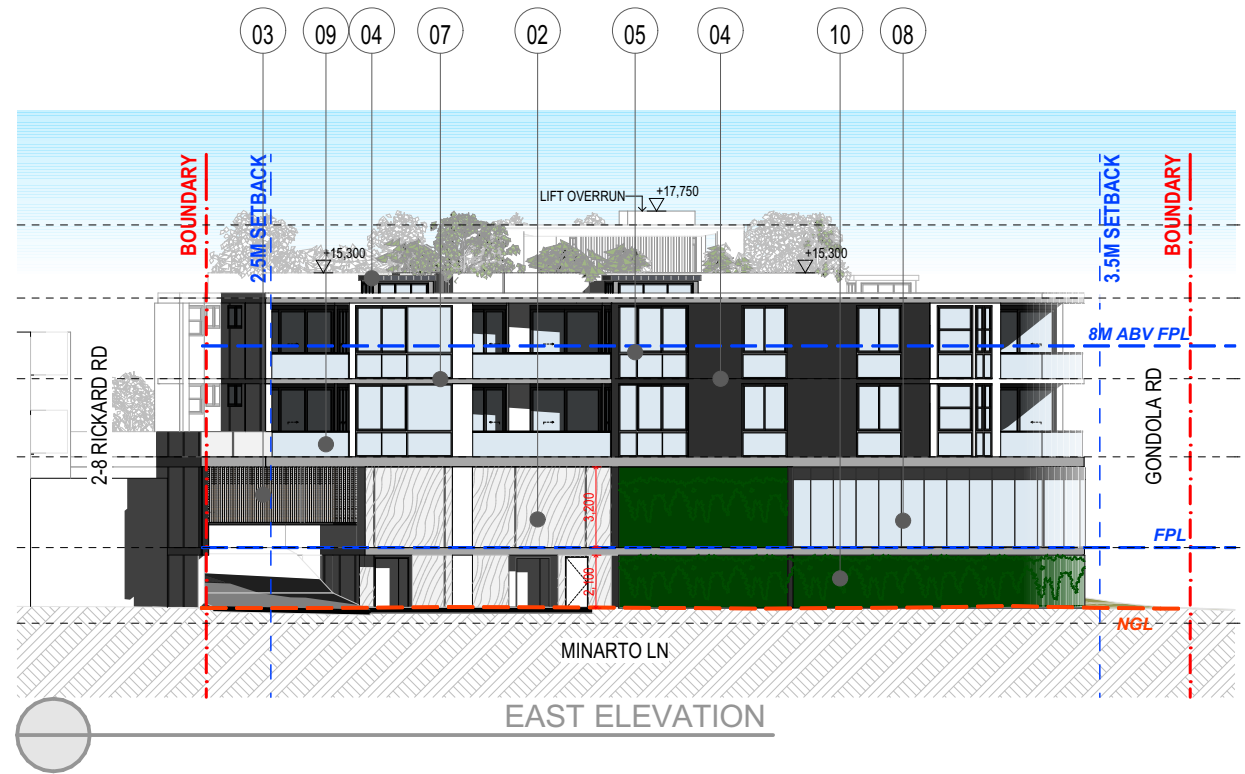 03
09
04
07
02
05
04
10
08
BOUNDARY
2.5M SETBACK
3.5M SETBACK
BOUNDARY
LIFT OVERRUN
+17,750
+15,300
+15,300
8M ABV FPL
2-8 RICKARD RD
GONDOLA RD
3,200
FPL
2,100
NGL
MINARTO LN
EAST ELEVATION